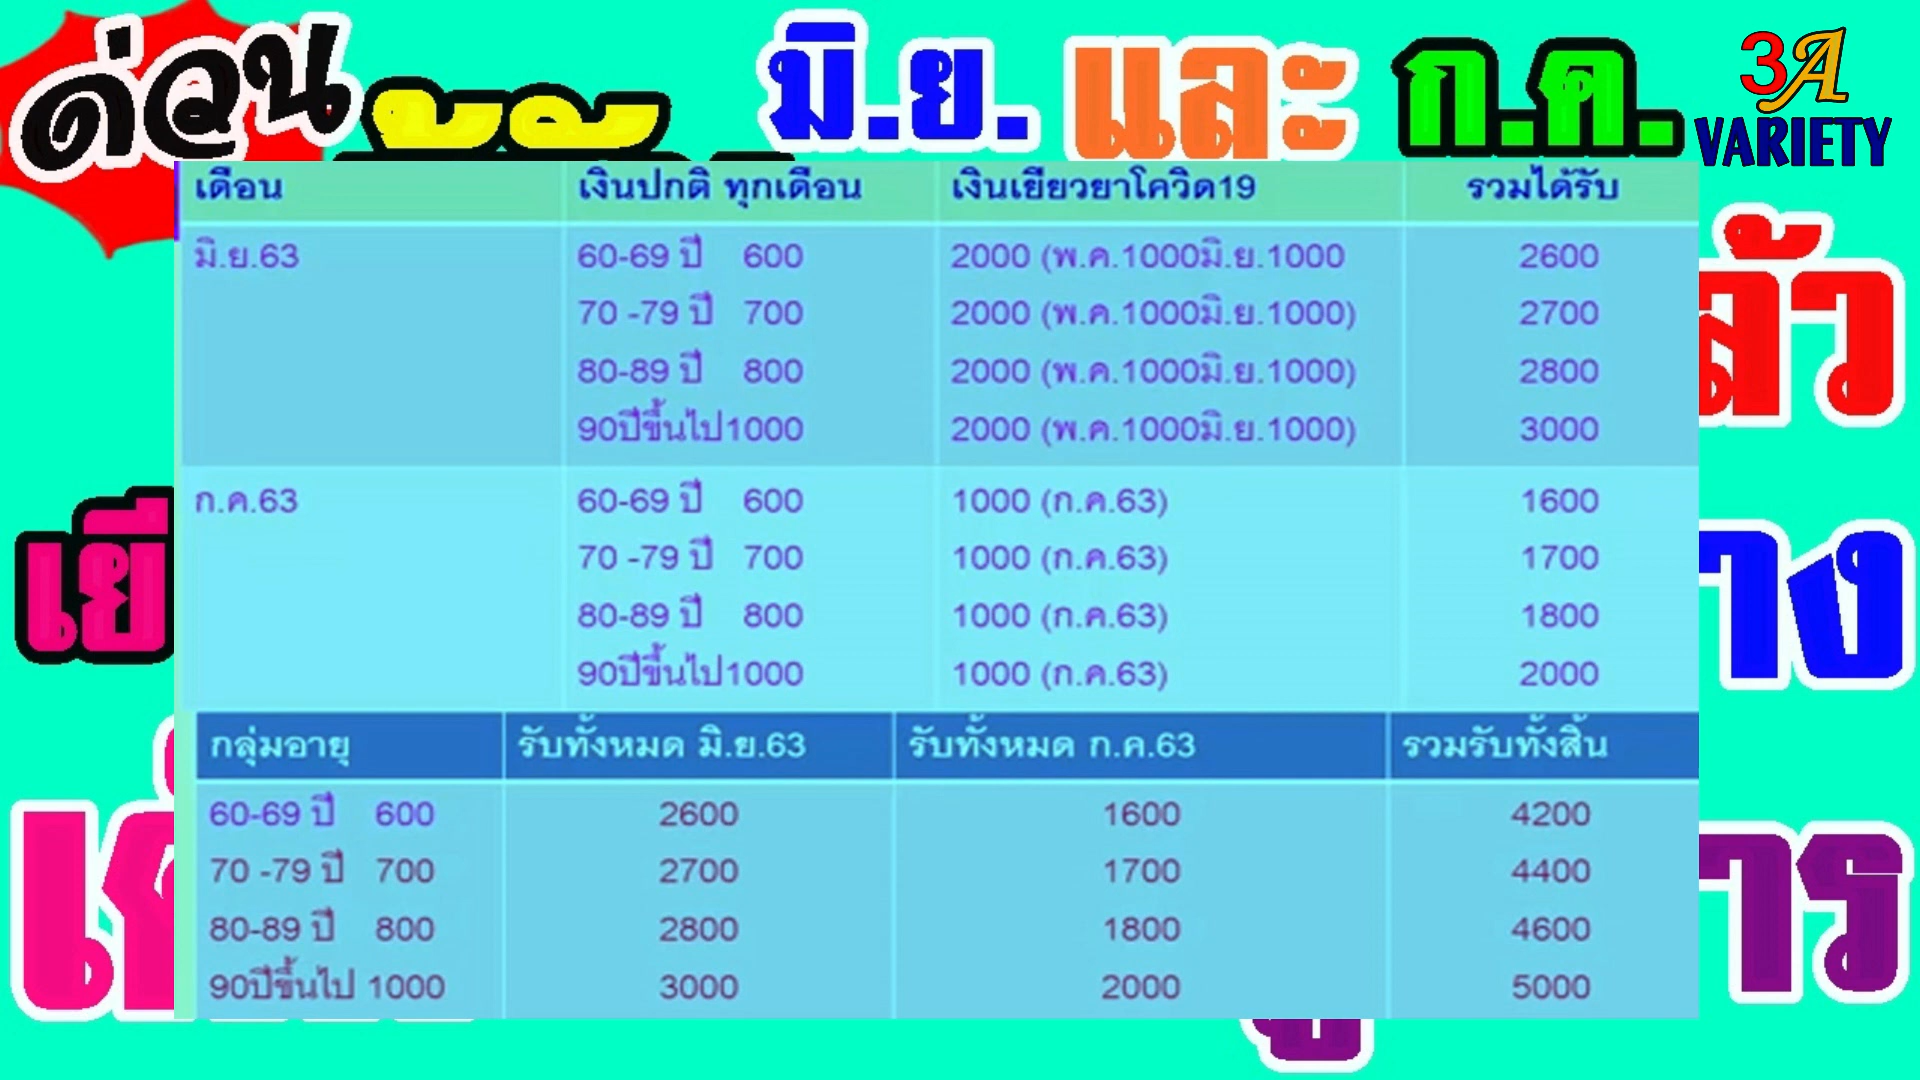 ด่วน มิ.ย. และ ก.ค. 3A
VARIETY
เดือน เงินปกติ ทุกเดือน เงินเยียวยาโควิด19 รวมได้รับ
มิ.ย.63 60-69 ปี 600 2000 (พ.ค.1000มิ.ย.1000 2600
70 -79 ปี 700 2000 (พ.ค.1000มิ.ย.1000) 2700
80-89 ปี 800 2000 (พ.ค.1000มิ.ย.1000) 2800
90ปีขึ้นไป1000 2000 (พ.ค.1000มิ.ย.1000) 3000
ก.ค.63 60-69 ปี 600 1000 (ก.ค.63) 1600
70 -79 ปี 700 1000 (ก.ค.63) 1700
80-89 ปี 800 1000 (ก.ค.63) 1800
90ปีขึ้นไป1000 1000 (ก.ค.63) 2000
กลุ่มอายุ รับทั้งหมด มิ.ย.63 รับทั้งหมด ก.ค.63 รวมรับทั้งสิ้น
60-69 ปี 600 2600 1600 4200
70 -79 ปี 700 2700 1700 4400
80-89 ปี 800 2800 1800 4600
90ปีขึ้นไป 1000 3000 2000 5000